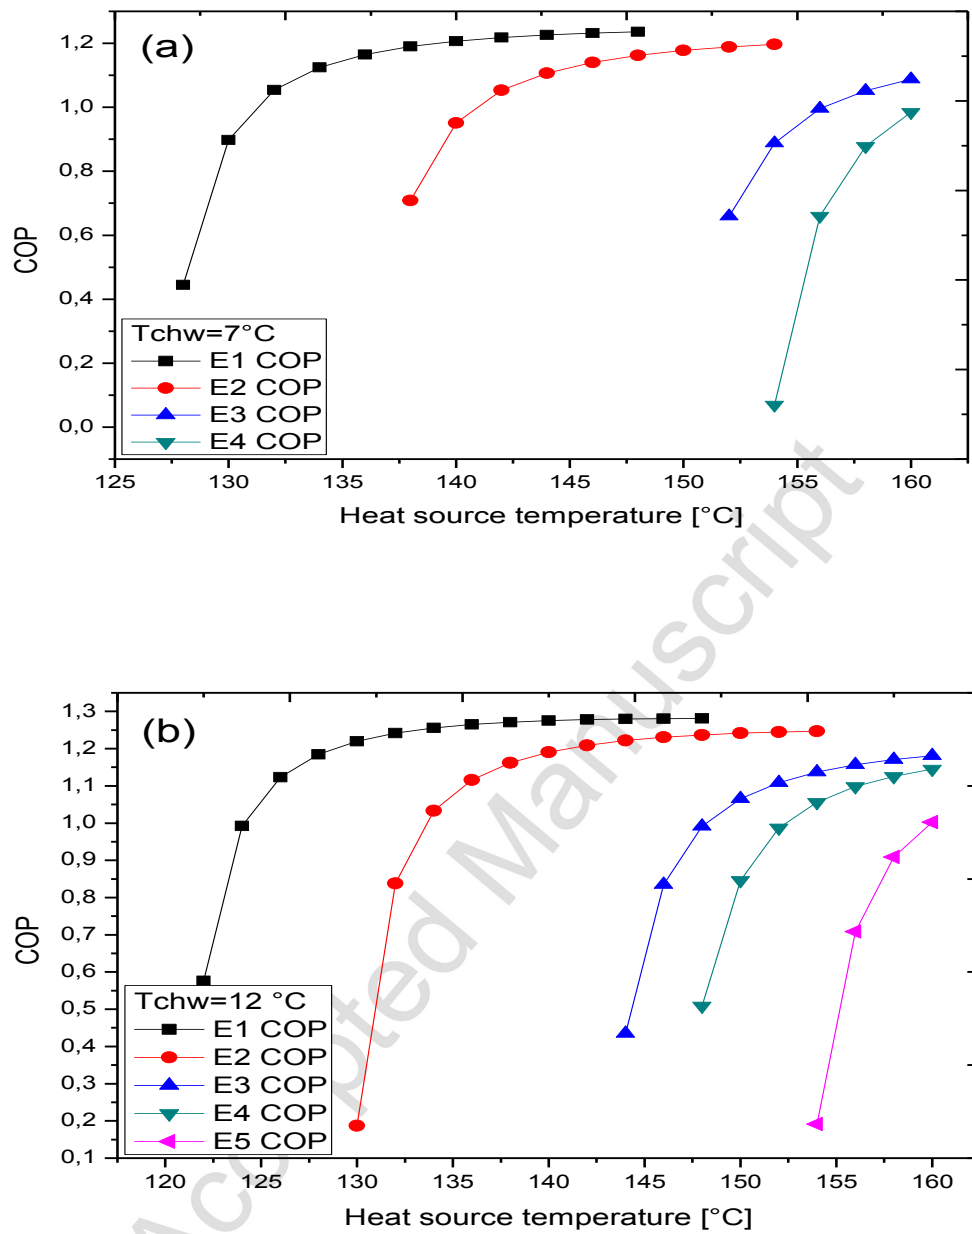 (a)
1,2
1,0
0,8
0,6
0,4
0,2
0,0
COP
Tchw=7°C
E1 COP
E2 COP
E3 COP
E4 COP
125 130 135 140 145 150 155 160
Heat source temperature [°C]
(b)
1,3
1,2
1,1
1,0
0,9
0,8
0,7
0,6
0,5
0,4
0,3
0,2
0,1
COP
Tchw=12 °C
E1 COP
E2 COP
E3 COP
E4 COP
E5 COP
120 125 130 135 140 145 150 155 160
Heat source temperature [°C]
Accepted Manuscript